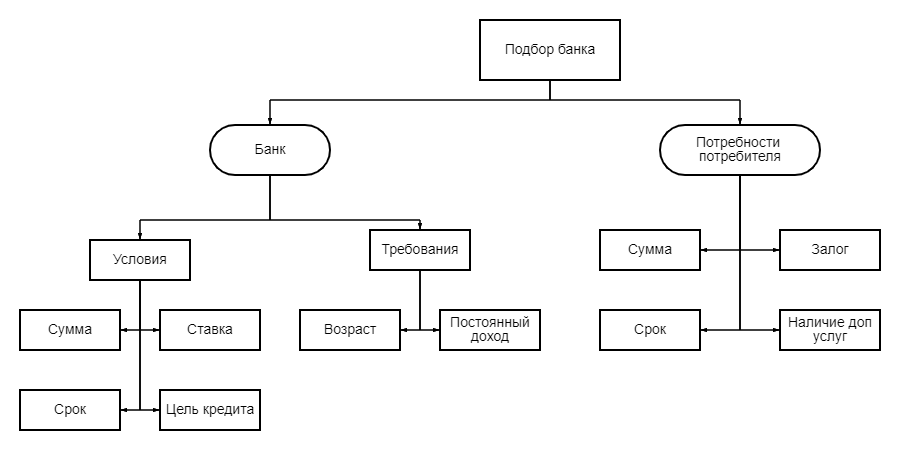 Подбор банка
Банк
Потребности
потребителя
Условия
Требования
Сумма
Залог
Сумма
Ставка
Возраст
Постоянный
доход
Срок
Наличие доп
услуг
Срок
Цель кредита